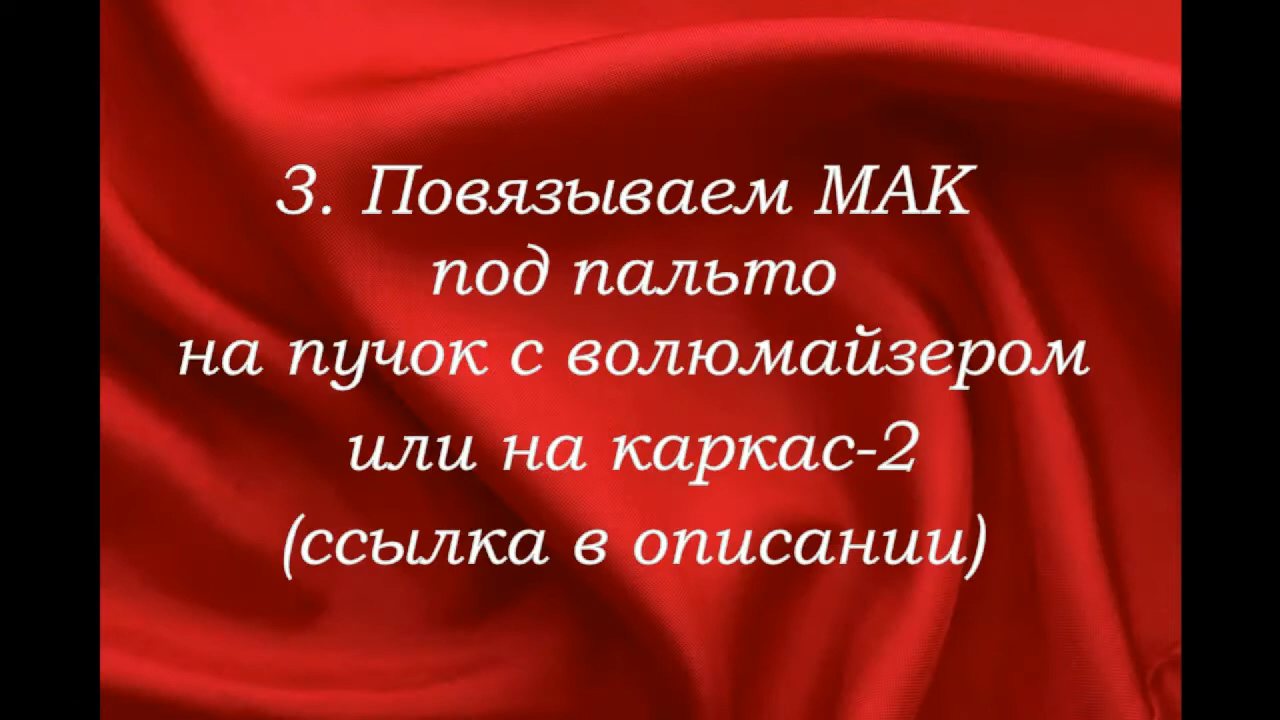 3. Повязываем МАК
под пальто
на пучок с волюмайзером
или на каркас-2
(ссылка в описании)